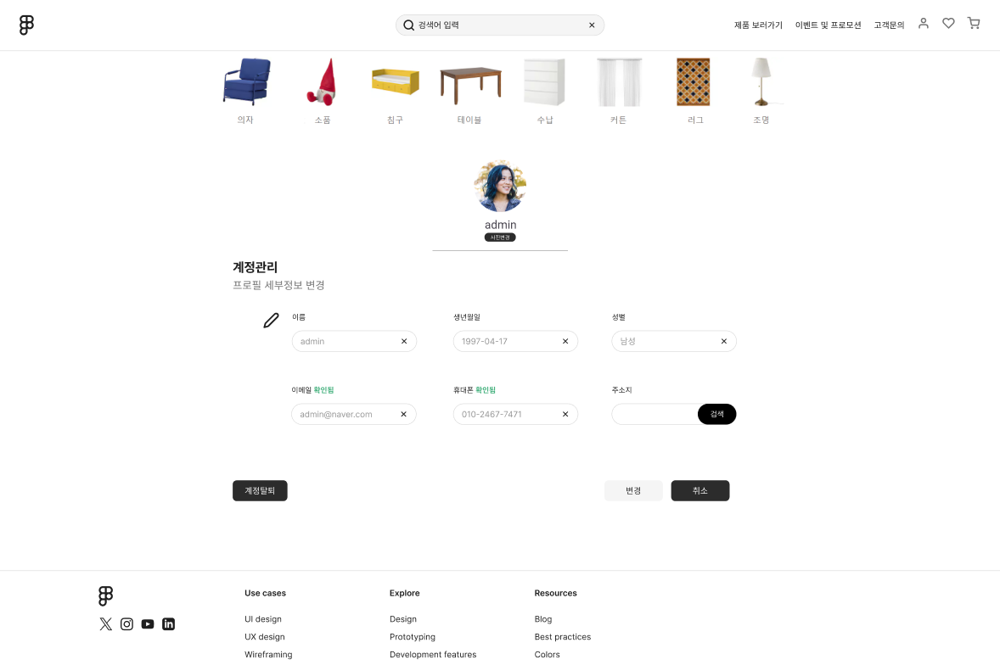 검색어 입력
제품 보러가기 이벤트 및 프로모션 고객문의
의자 소품 침구 테이블 수납 커튼 러그 조명
admin
사진변경
계정관리
프로필 세부정보 변경
이름 생년월일 성별
admin 1997-04-17 남성
이메일 확인됨 휴대폰 확인됨 주소지
admin@naver.com 010-2467-7471 검색
계정탈퇴 변경 취소
Use cases Explore Resources
UI design Design Blog
UX design Prototyping Best practices
Wireframing Development features Colors